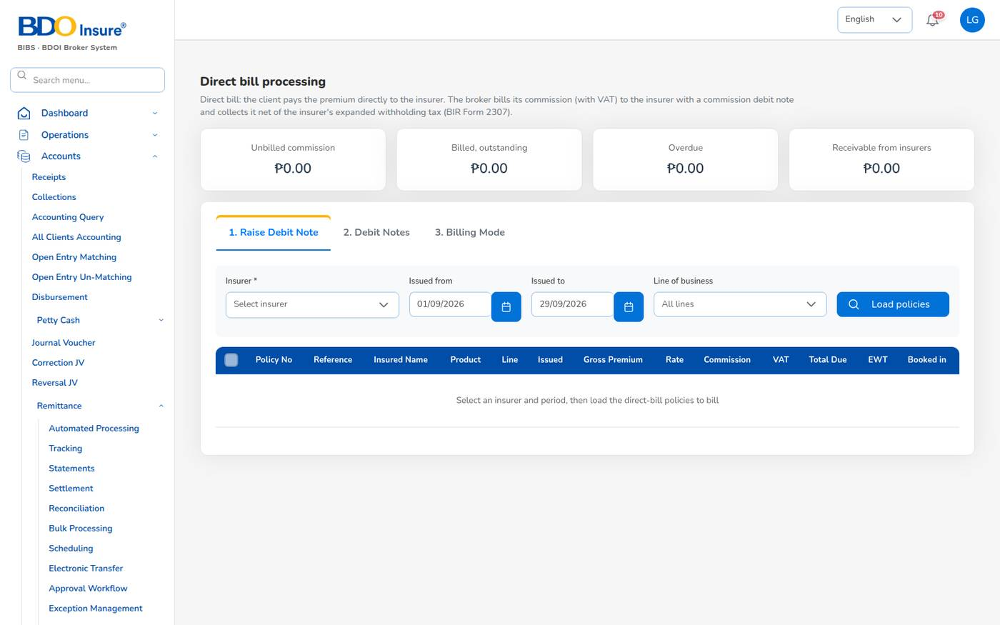 BDO Insure®
BIBS · BDOI Broker System
Search menu...
Dashboard
Operations
Accounts
Receipts
Collections
Accounting Query
All Clients Accounting
Open Entry Matching
Open Entry Un-Matching
Disbursement
Petty Cash
Journal Voucher
Correction JV
Reversal JV
Remittance
Automated Processing
Tracking
Statements
Settlement
Reconciliation
Bulk Processing
Scheduling
Electronic Transfer
Approval Workflow
Exception Management
English
10
LG
Direct bill processing
Direct bill: the client pays the premium directly to the insurer. The broker bills its commission (with VAT) to the insurer with a commission debit note
and collects it net of the insurer's expanded withholding tax (BIR Form 2307).
Unbilled commission
₱0.00
Billed, outstanding
₱0.00
Overdue
₱0.00
Receivable from insurers
₱0.00
1. Raise Debit Note 2. Debit Notes 3. Billing Mode
Insurer * Issued from Issued to Line of business
Select insurer 01/09/2026 29/09/2026 All lines Load policies
Policy No Reference Insured Name Product Line Issued Gross Premium Rate Commission VAT Total Due EWT Booked in
Select an insurer and period, then load the direct-bill policies to bill